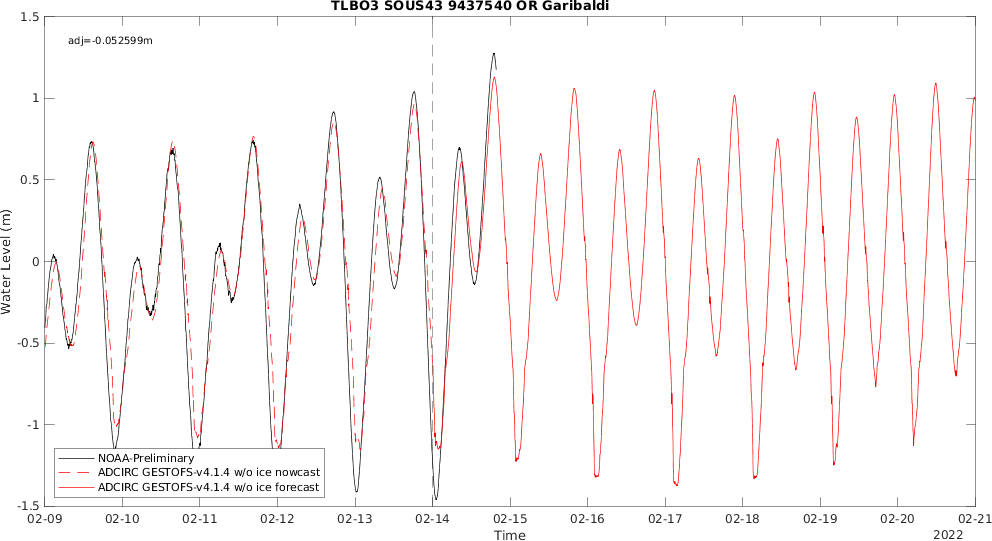 TLBO3 SOUS43 9437540 OR Garibaldi
adj=-0.052599m
1.5
1
0.5
0
-0.5
-1
-1.5
Water Level (m)
NOAA-Preliminary
ADCIRC GESTOFS-v4.1.4 w/o ice nowcast
ADCIRC GESTOFS-v4.1.4 w/o ice forecast
02-09 02-10 02-11 02-12 02-13 02-14 02-15 02-16 02-17 02-18 02-19 02-20 02-21
Time
2022